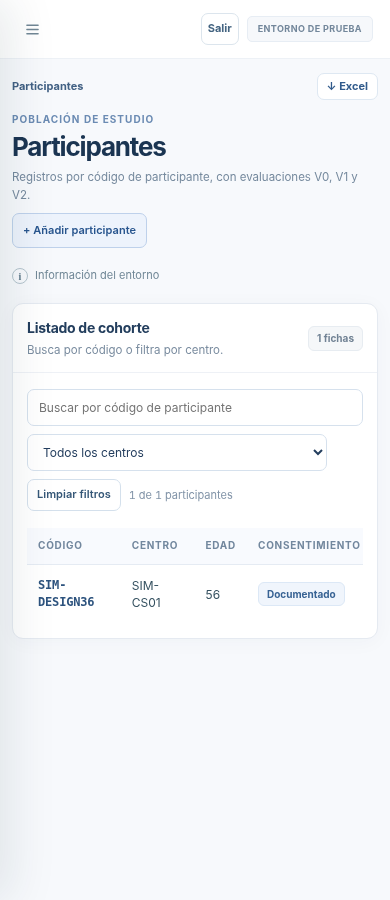 Salir
ENTORNO DE PRUEBA
Participantes
↓ Excel
POBLACIÓN DE ESTUDIO
Participantes
Registros por código de participante, con evaluaciones V0, V1 y
V2.
+ Añadir participante
i Información del entorno
Listado de cohorte
Busca por código o filtra por centro.
1 fichas
Buscar por código de participante
Todos los centros
Limpiar filtros
1 de 1 participantes
CÓDIGO CENTRO EDAD CONSENTIMIENTO
SIM-
DESIGN36
SIM-
CS01
56
Documentado